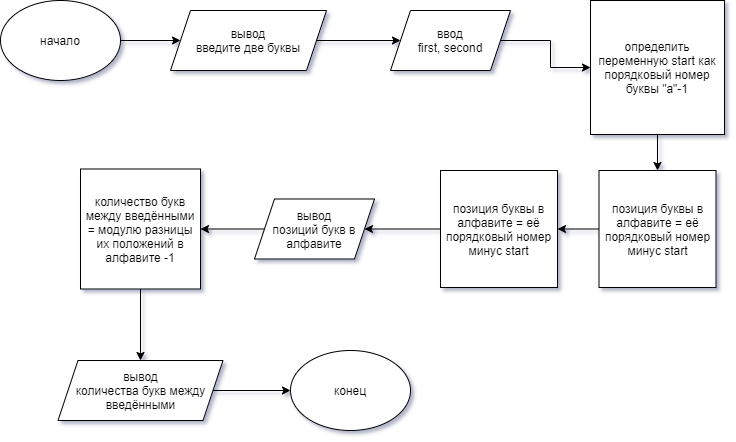 начало
вывод
введите две буквы
ввод
first, second
определить
переменную start как
порядковый номер
буквы "a"-1
позиция буквы в
алфавите = её
порядковый номер
минус start
позиция буквы в
алфавите = её
порядковый номер
минус start
вывод
позиций букв в
алфавите
количество букв
между введёнными
= модулю разницы
их положений в
алфавите -1
вывод
количества букв между
введёнными
конец